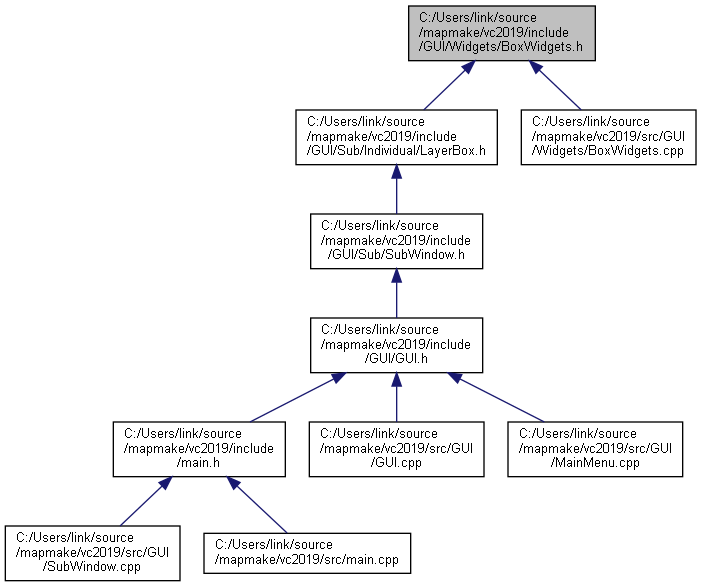 C:/Users/link/source
/mapmake/vc2019/include
/GUI/Widgets/BoxWidgets.h
C:/Users/link/source
/mapmake/vc2019/include
/GUI/Sub/Individual/LayerBox.h
C:/Users/link/source
/mapmake/vc2019/src/GUI
/Widgets/BoxWidgets.cpp
C:/Users/link/source
/mapmake/vc2019/include
/GUI/Sub/SubWindow.h
C:/Users/link/source
/mapmake/vc2019/include
/GUI/GUI.h
C:/Users/link/source
/mapmake/vc2019/include
/main.h
C:/Users/link/source
/mapmake/vc2019/src/GUI
/GUI.cpp
C:/Users/link/source
/mapmake/vc2019/src/GUI
/MainMenu.cpp
C:/Users/link/source
/mapmake/vc2019/src/GUI
/SubWindow.cpp
C:/Users/link/source
/mapmake/vc2019/src/main.cpp